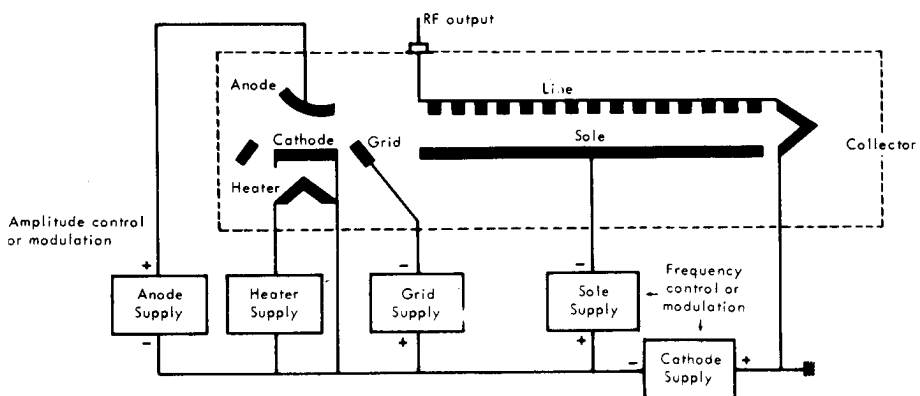 RF output
Anode
Line
Cathode
Grid
Sole
Collector
Heater
Amplitude control
or modulation
Frequency
control or
modulation
+
-
-
Anode
Supply
Heater
Supply
Grid
Supply
Sole
Supply
-
+
+
-
+
Cathode
Supply